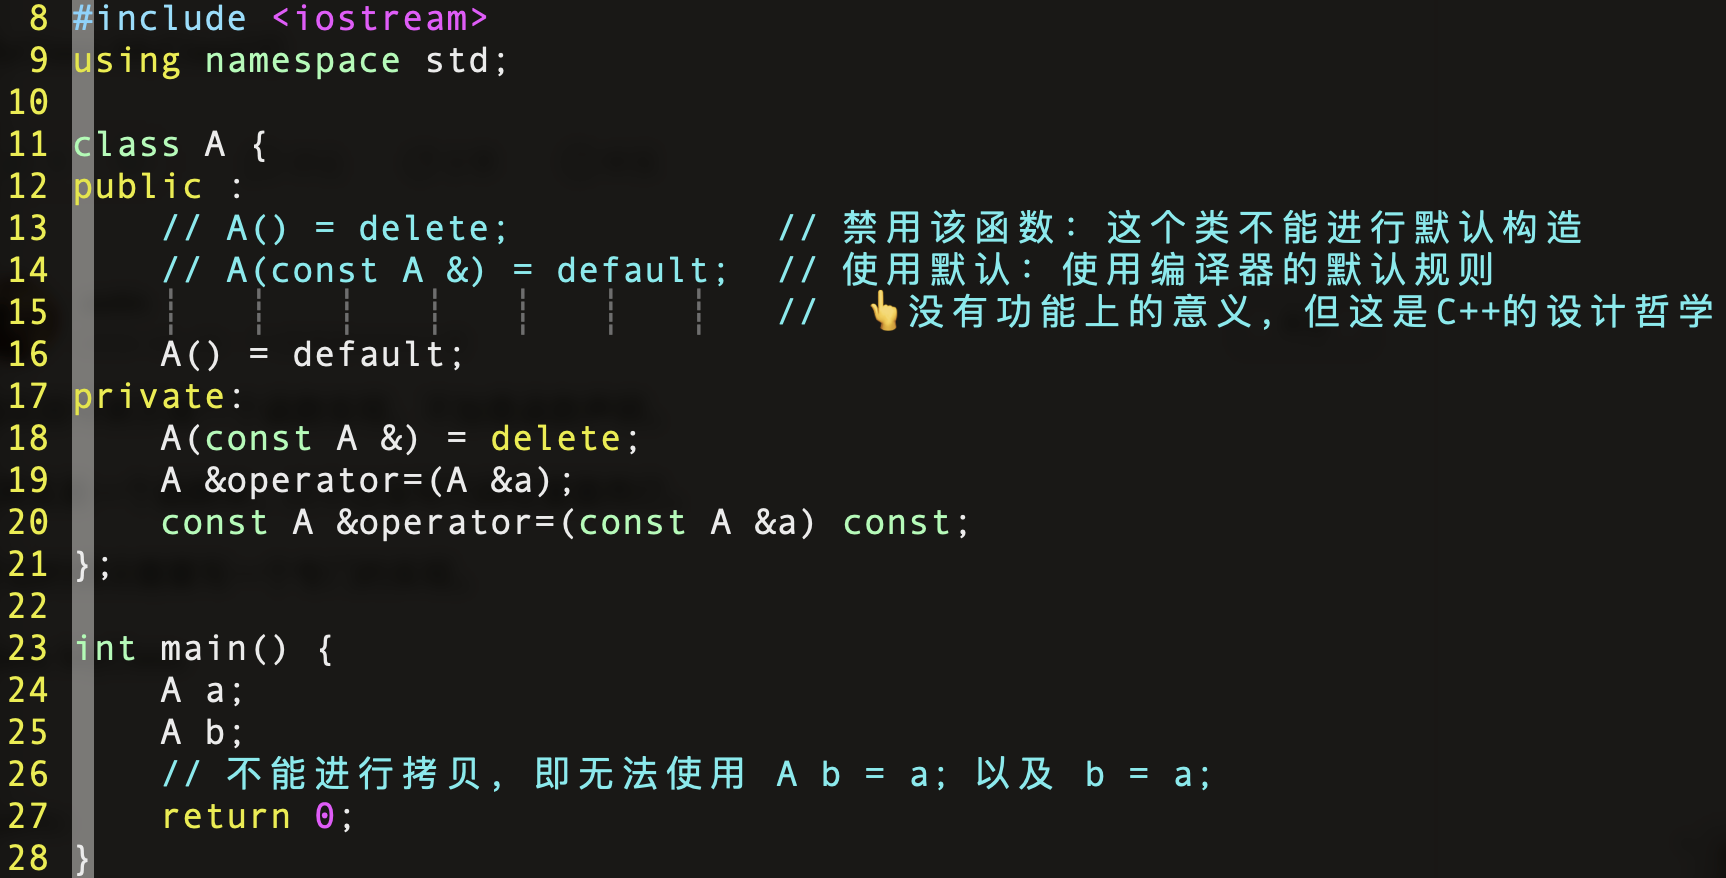 8 #include <iostream>
9 using namespace std;
10
11 class A {
12 public :
13     // A() = delete;            // 禁用该函数：这个类不能进行默认构造
14     // A(const A &) = default;  // 使用默认：使用编译器的默认规则
15                                 //  👆没有功能上的意义，但这是C++的设计哲学
16     A() = default;
17 private:
18     A(const A &) = delete;
19     A &operator=(A &a);
20     const A &operator=(const A &a) const;
21 };
22
23 int main() {
24     A a;
25     A b;
26     // 不能进行拷贝，即无法使用 A b = a; 以及 b = a;
27     return 0;
28 }